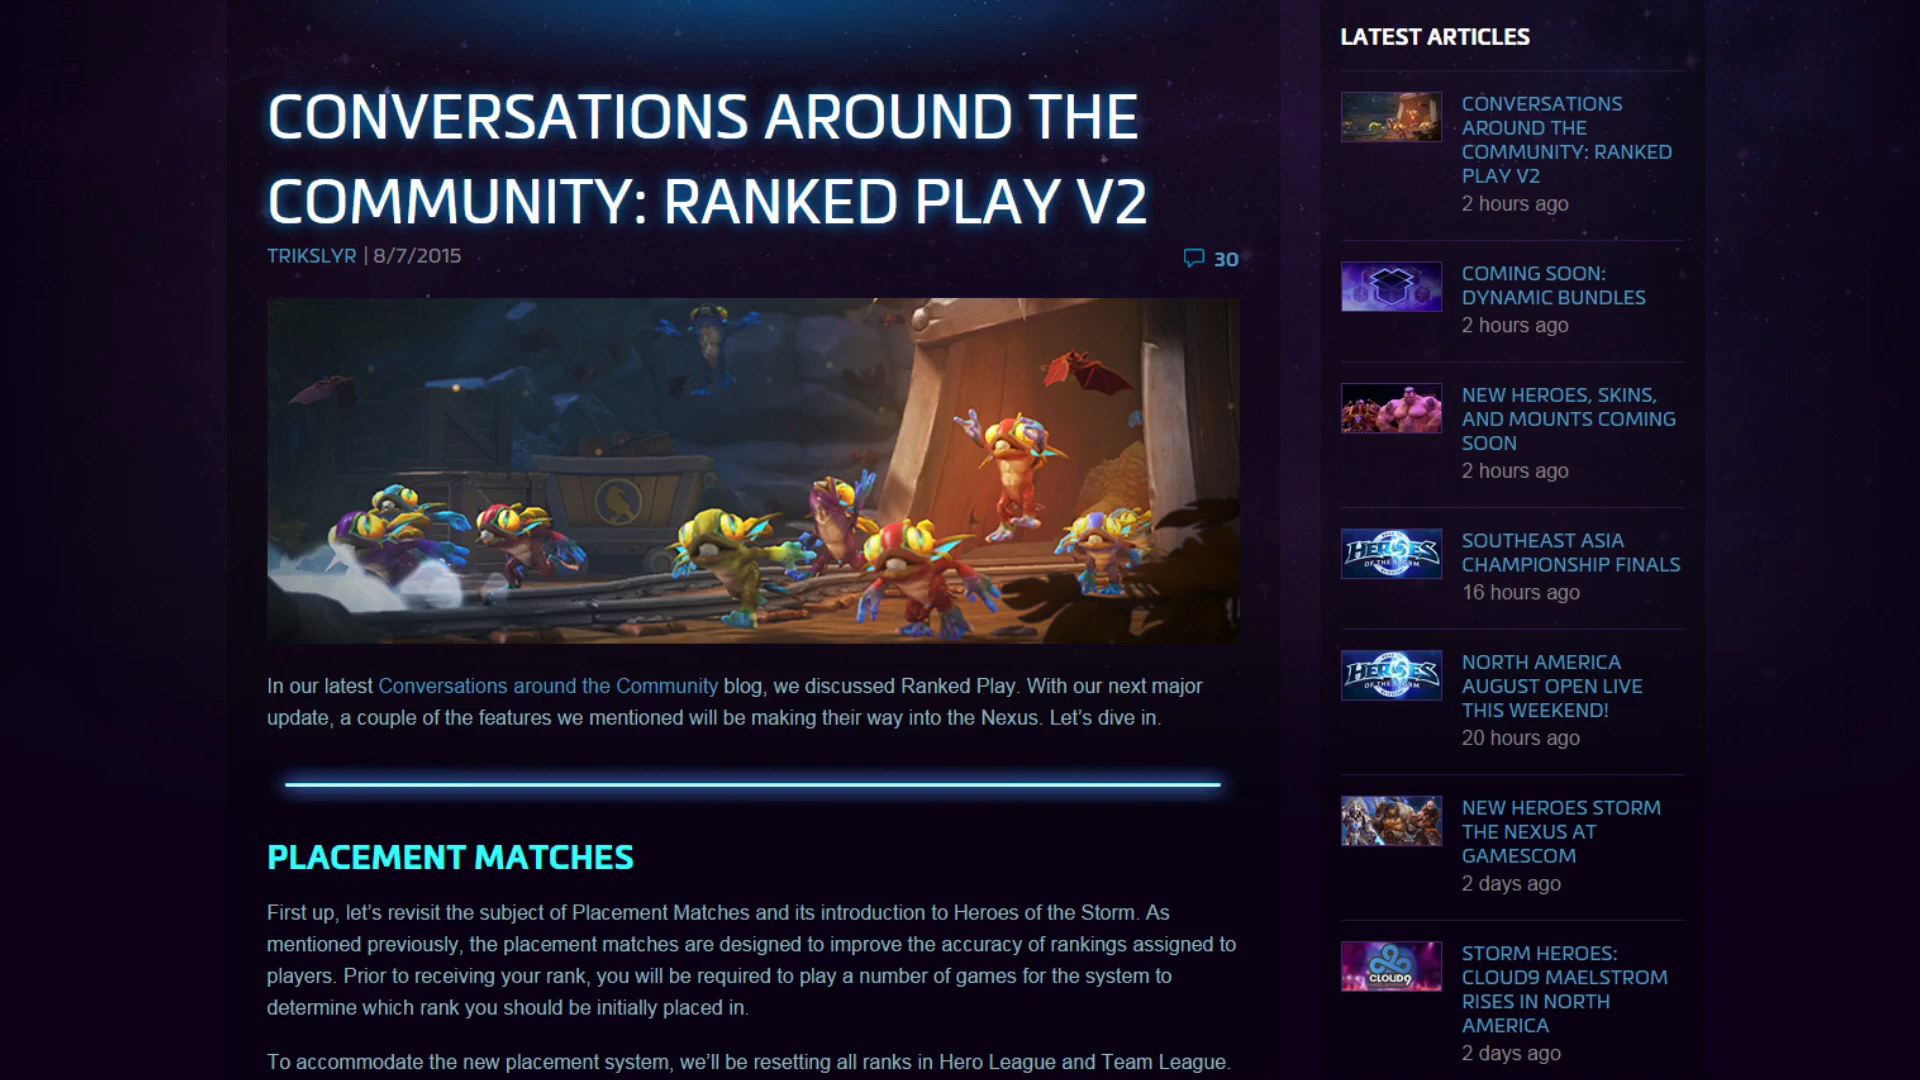 CONVERSATIONS AROUND THE
COMMUNITY: RANKED PLAY V2
TRIKSLYR | 8/7/2015
30
In our latest Conversations around the Community blog, we discussed Ranked Play. With our next major
update, a couple of the features we mentioned will be making their way into the Nexus. Let’s dive in.
PLACEMENT MATCHES
First up, let’s revisit the subject of Placement Matches and its introduction to Heroes of the Storm. As
mentioned previously, the placement matches are designed to improve the accuracy of rankings assigned to
players. Prior to receiving your rank, you will be required to play a number of games for the system to
determine which rank you should be initially placed in.
To accommodate the new placement system, we’ll be resetting all ranks in Hero League and Team League.
LATEST ARTICLES
CONVERSATIONS
AROUND THE
COMMUNITY: RANKED
PLAY V2
2 hours ago
COMING SOON:
DYNAMIC BUNDLES
2 hours ago
NEW HEROES, SKINS,
AND MOUNTS COMING
SOON
2 hours ago
HEROES
OF THE STORM
SOUTHEAST ASIA
CHAMPIONSHIP FINALS
16 hours ago
HEROES
OF THE STORM
NORTH AMERICA
AUGUST OPEN LIVE
THIS WEEKEND!
20 hours ago
NEW HEROES STORM
THE NEXUS AT
GAMESCOM
2 days ago
CLOUD9
STORM HEROES:
CLOUD9 MAELSTROM
RISES IN NORTH
AMERICA
2 days ago